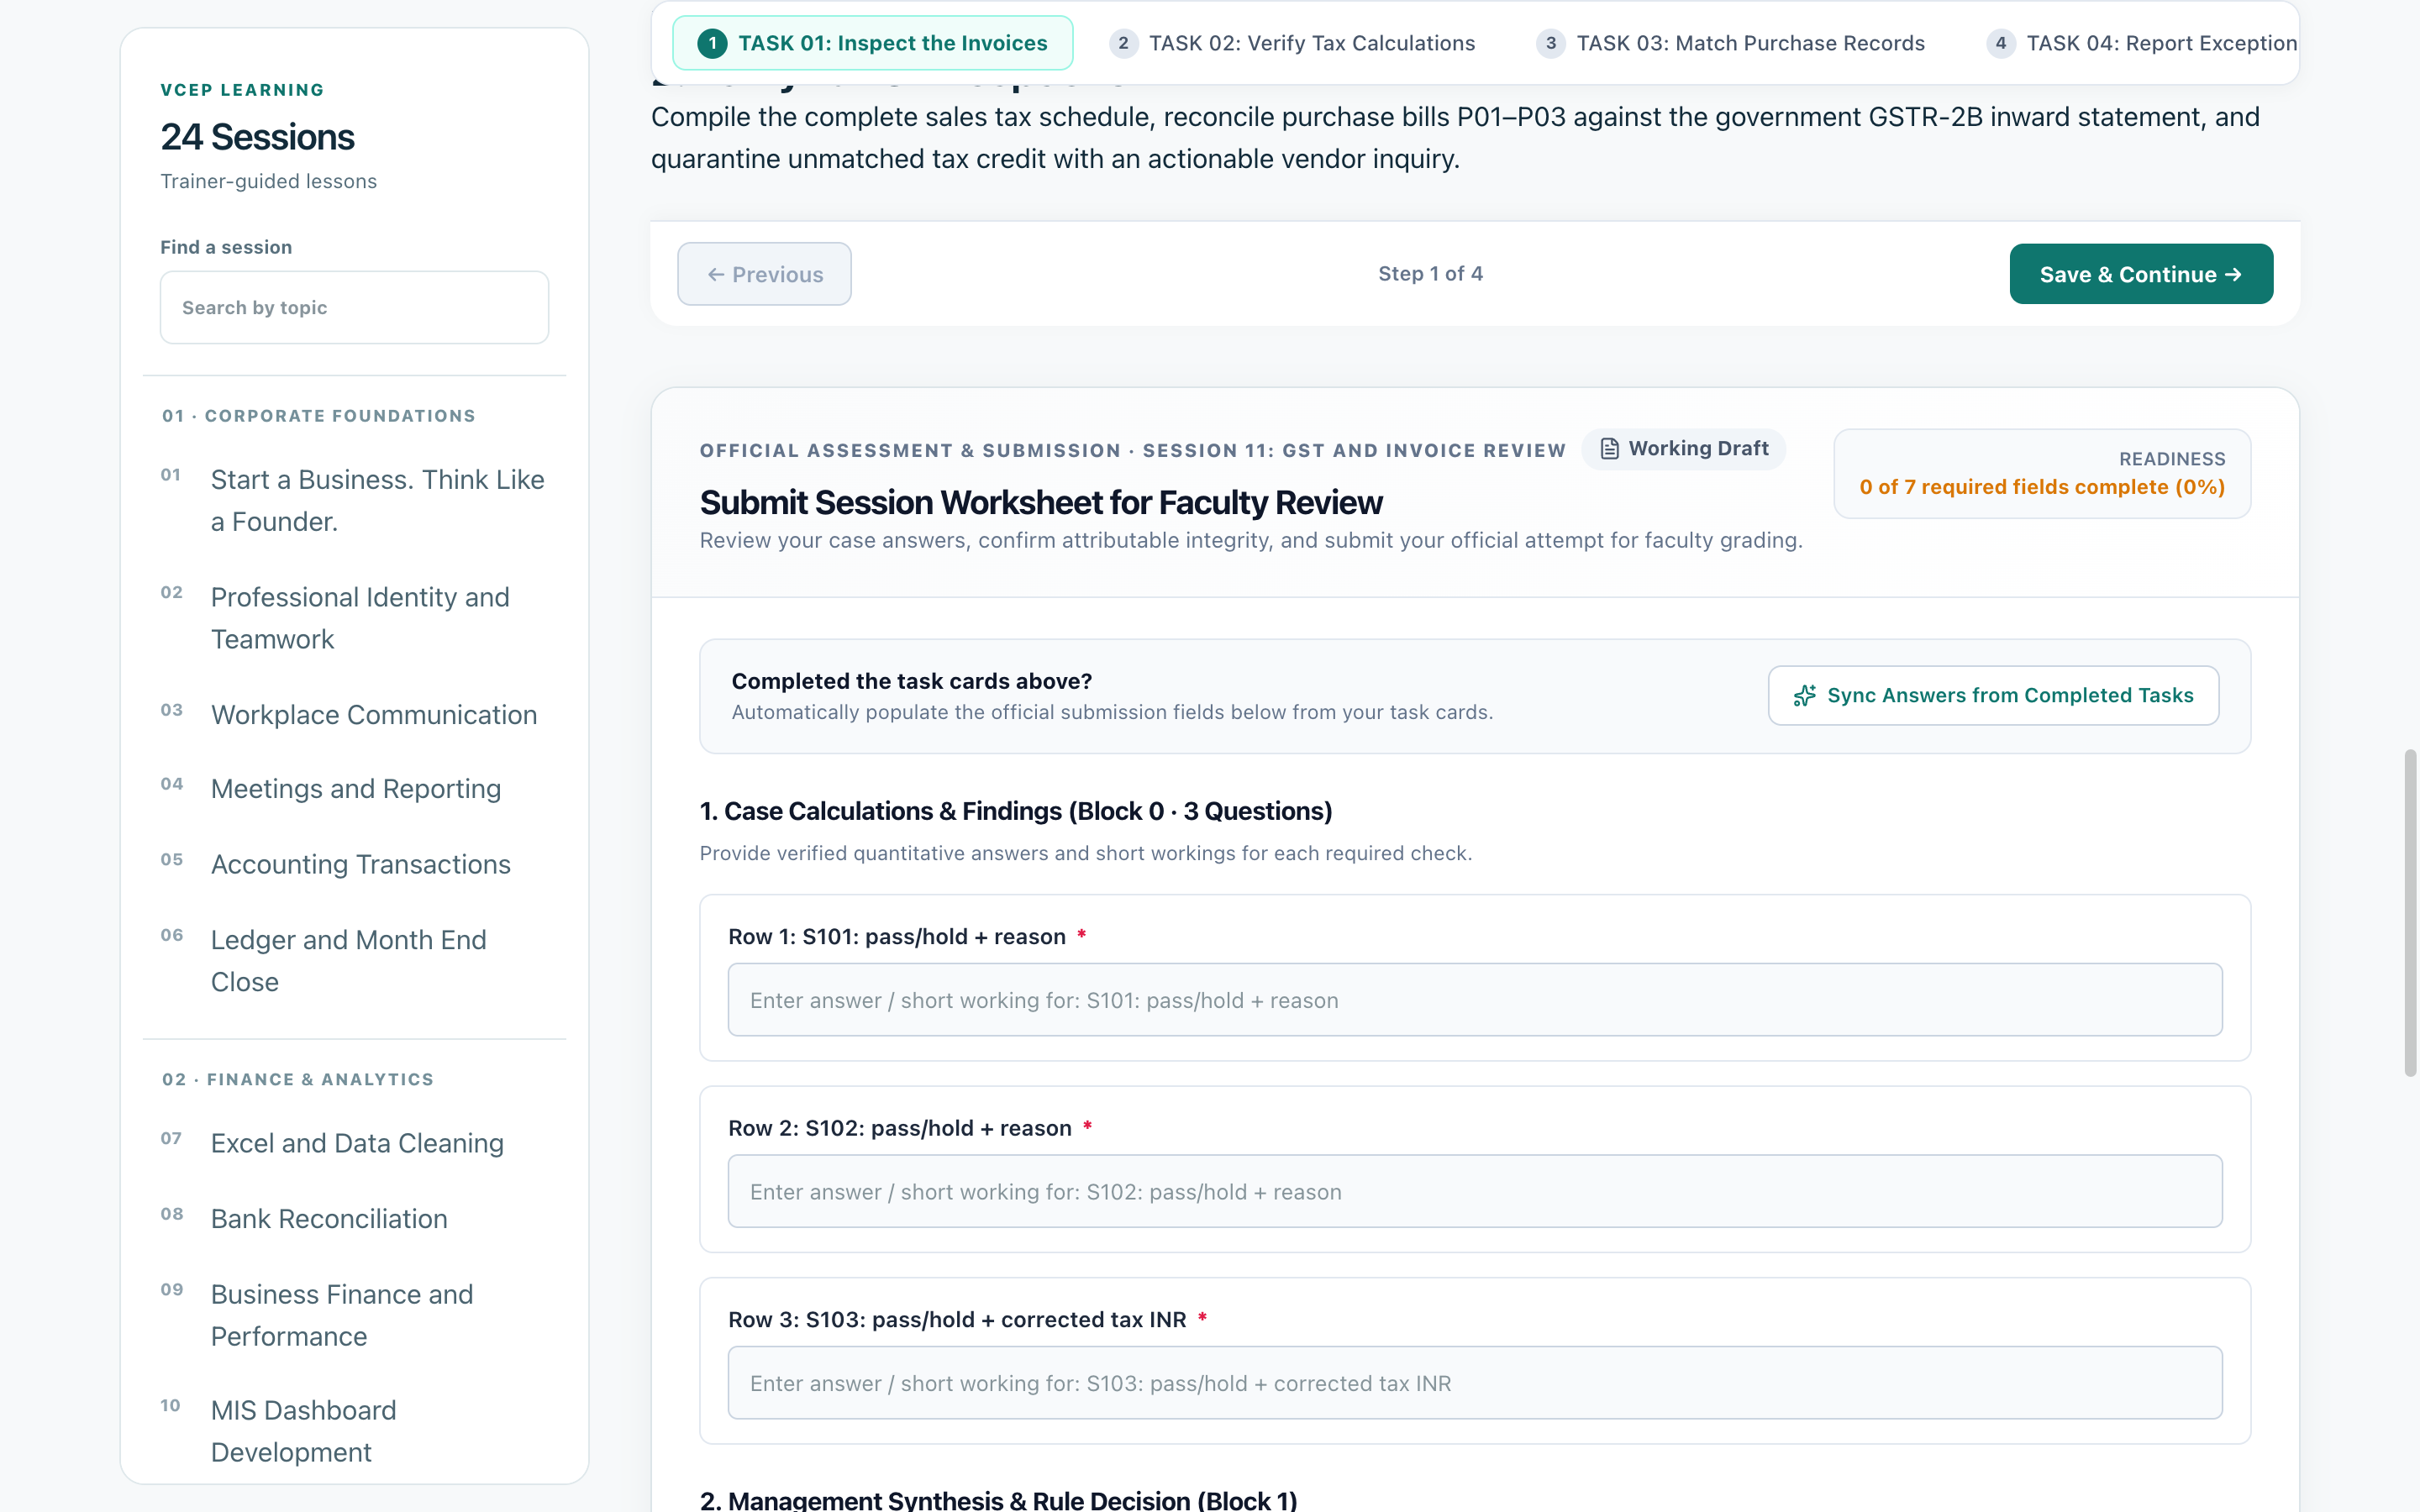 VCEP LEARNING
24 Sessions
Trainer-guided lessons
Find a session
Search by topic
01 · CORPORATE FOUNDATIONS
01 Start a Business. Think Like
a Founder.
02 Professional Identity and
Teamwork
03 Workplace Communication
04 Meetings and Reporting
05 Accounting Transactions
06 Ledger and Month End
Close
02 · FINANCE & ANALYTICS
07 Excel and Data Cleaning
08 Bank Reconciliation
09 Business Finance and
Performance
10 MIS Dashboard
Development
1 TASK 01: Inspect the Invoices 2 TASK 02: Verify Tax Calculations 3 TASK 03: Match Purchase Records 4 TASK 04: Report Exception
Compile the complete sales tax schedule, reconcile purchase bills P01–P03 against the government GSTR-2B inward statement, and
quarantine unmatched tax credit with an actionable vendor inquiry.
← Previous Step 1 of 4 Save & Continue →
OFFICIAL ASSESSMENT & SUBMISSION · SESSION 11: GST AND INVOICE REVIEW Working Draft
READINESS
0 of 7 required fields complete (0%)
Submit Session Worksheet for Faculty Review
Review your case answers, confirm attributable integrity, and submit your official attempt for faculty grading.
Completed the task cards above?
Automatically populate the official submission fields below from your task cards.
Sync Answers from Completed Tasks
1. Case Calculations & Findings (Block 0 · 3 Questions)
Provide verified quantitative answers and short workings for each required check.
Row 1: S101: pass/hold + reason *
Enter answer / short working for: S101: pass/hold + reason
Row 2: S102: pass/hold + reason *
Enter answer / short working for: S102: pass/hold + reason
Row 3: S103: pass/hold + corrected tax INR *
Enter answer / short working for: S103: pass/hold + corrected tax INR
2. Management Synthesis & Rule Decision (Block 1)